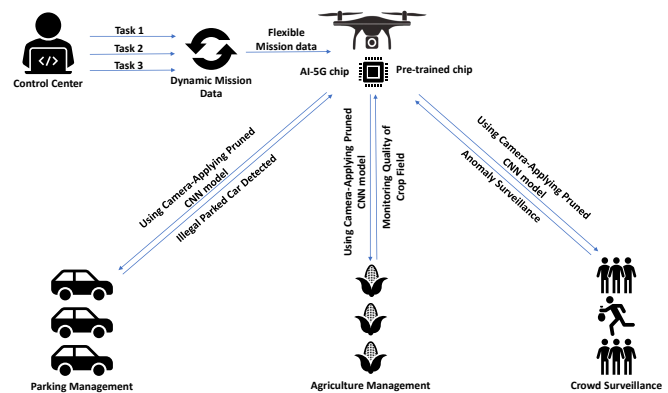 Task 1
Task 2
Task 3
Control Center
Dynamic Mission
Data
Flexible
Mission data
AI-5G chip
Pre-trained chip
Using Camera-Applying Pruned
CNN model
Illegal Parked Car Detected
Using Camera-Applying Pruned
CNN model
Monitoring Quality of
Crop Field
Using Camera-Applying Pruned
CNN model
Anomaly Surveillance
Parking Management
Agriculture Management
Crowd Surveillance